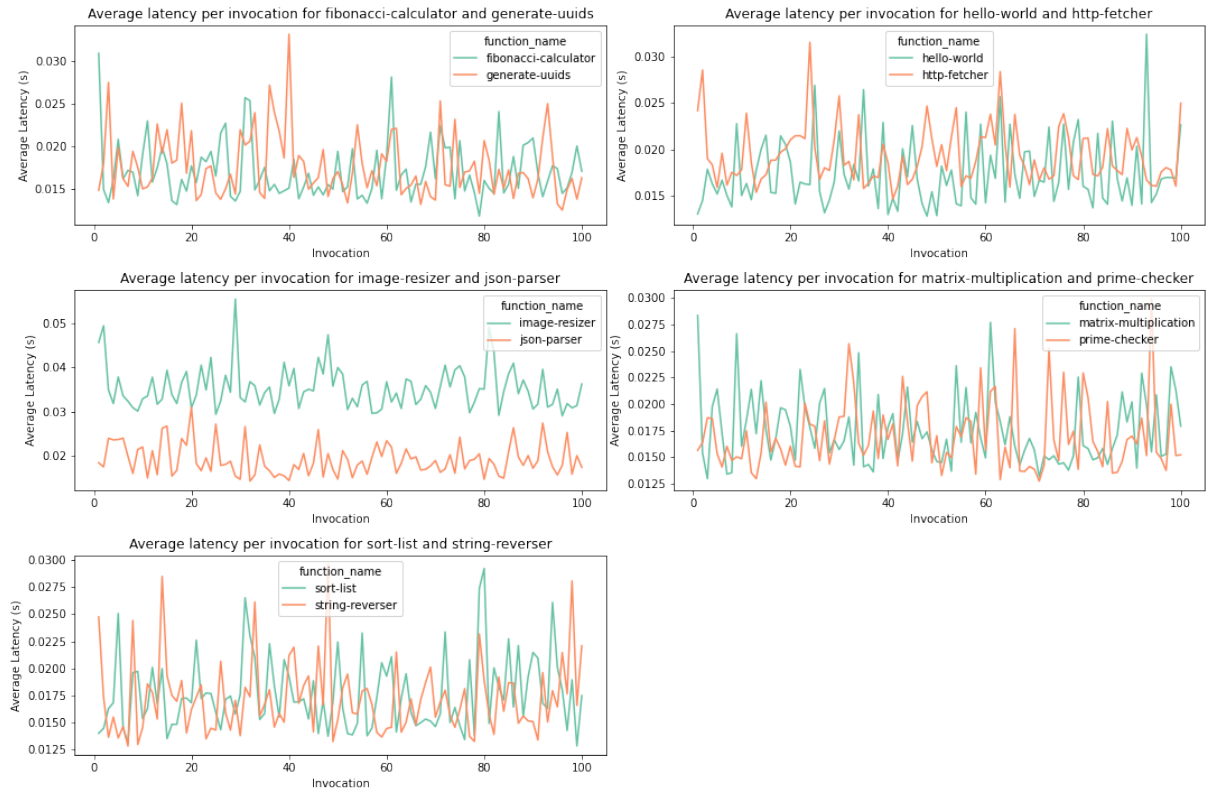 Average latency per invocation for fibonacci-calculator and generate-uuids
Average Latency (s)
0.030
0.025
0.020
0.015
function_name
fibonacci-calculator
generate-uuids
0 20 40 60 80 100
Invocation
Average latency per invocation for hello-world and http-fetcher
Average Latency (s)
0.030
0.025
0.020
0.015
function_name
hello-world
http-fetcher
0 20 40 60 80 100
Invocation
Average latency per invocation for image-resizer and json-parser
Average Latency (s)
0.05
0.04
0.03
0.02
function_name
image-resizer
json-parser
0 20 40 60 80 100
Invocation
Average latency per invocation for matrix-multiplication and prime-checker
Average Latency (s)
0.0300
0.0275
0.0250
0.0225
0.0200
0.0175
0.0150
0.0125
function_name
matrix-multiplication
prime-checker
0 20 40 60 80 100
Invocation
Average latency per invocation for sort-list and string-reverser
Average Latency (s)
0.0300
0.0275
0.0250
0.0225
0.0200
0.0175
0.0150
0.0125
function_name
sort-list
string-reverser
0 20 40 60 80 100
Invocation